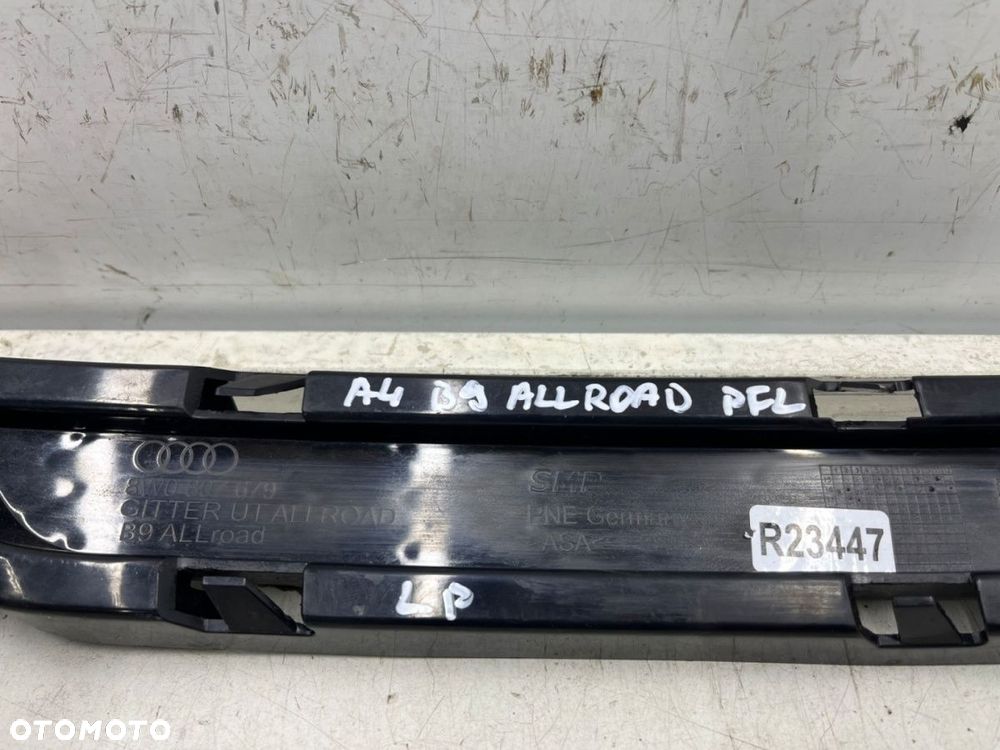 A4 B9 ALLROAD PFL
GITTER UT ALLROAD
B9 ALLroad
SMP
PNE Germany
ASA
R23447
LP
OTOMOTO